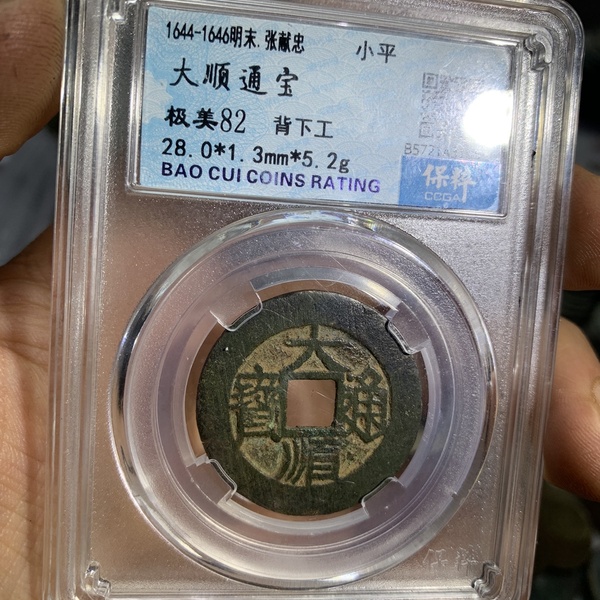 1644-1646明末.张献忠
小平
大顺通宝
极美82 背下工
28.0*1.3mm*5.2g
BAO CUI COINS RATING
保粹
CCGA
大顺通寳